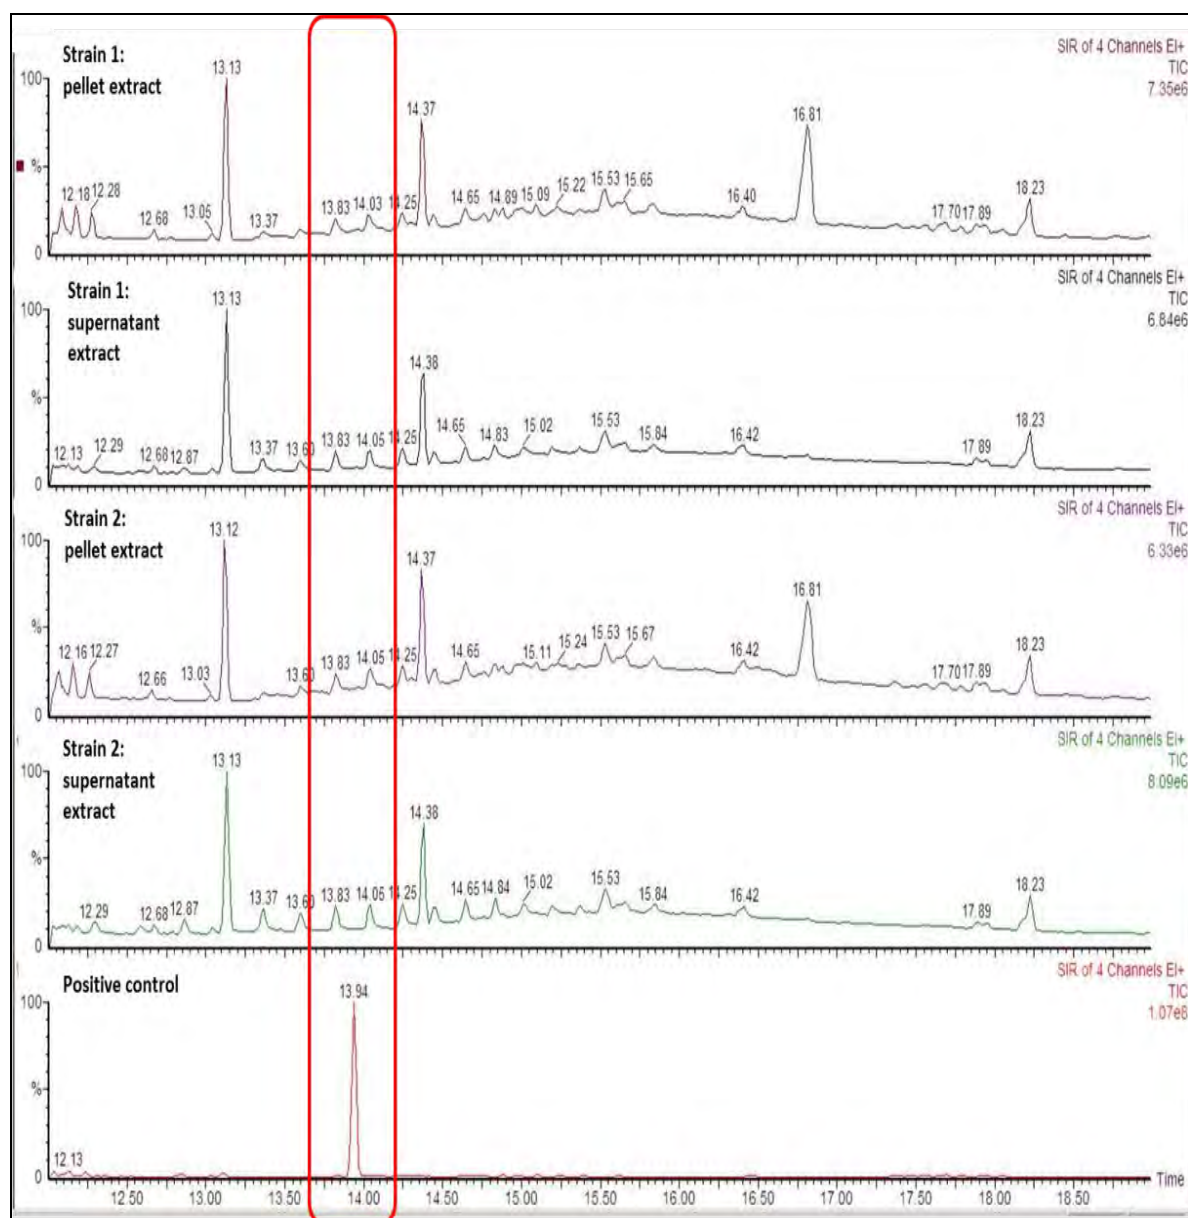 Strain 1:
pellet extract
SIR of 4 Channels EI+
TIC
7.35e6
100
%
0
12.18 12.28 12.68 13.05 13.13 13.37 13.83 14.03 14.25 14.37 14.65 14.89 15.09 15.22 15.53 15.65 16.40 16.81 17.70 17.89 18.23
Strain 1:
supernatant
extract
SIR of 4 Channels EI+
TIC
6.84e6
100
%
0
12.13 12.29 12.68 12.87 13.13 13.37 13.60 13.83 14.05 14.25 14.38 14.65 14.83 15.02 15.53 15.84 16.42 17.89 18.23
Strain 2:
pellet extract
SIR of 4 Channels EI+
TIC
6.33e6
100
%
0
12.16 12.27 12.66 13.03 13.12 13.60 13.83 14.05 14.25 14.37 14.65 15.11 15.24 15.53 15.67 16.42 16.81 17.70 17.89 18.23
Strain 2:
supernatant
extract
SIR of 4 Channels EI+
TIC
8.09e6
100
%
0
12.29 12.68 12.87 13.13 13.37 13.60 13.83 14.05 14.25 14.38 14.65 14.84 15.02 15.53 15.84 16.42 17.89 18.23
Positive control
SIR of 4 Channels EI+
TIC
100
%
0
12.13 13.94
Time
12.50 13.00 13.50 14.00 14.50 15.00 15.50 16.00 16.50 17.00 17.50 18.00 18.50